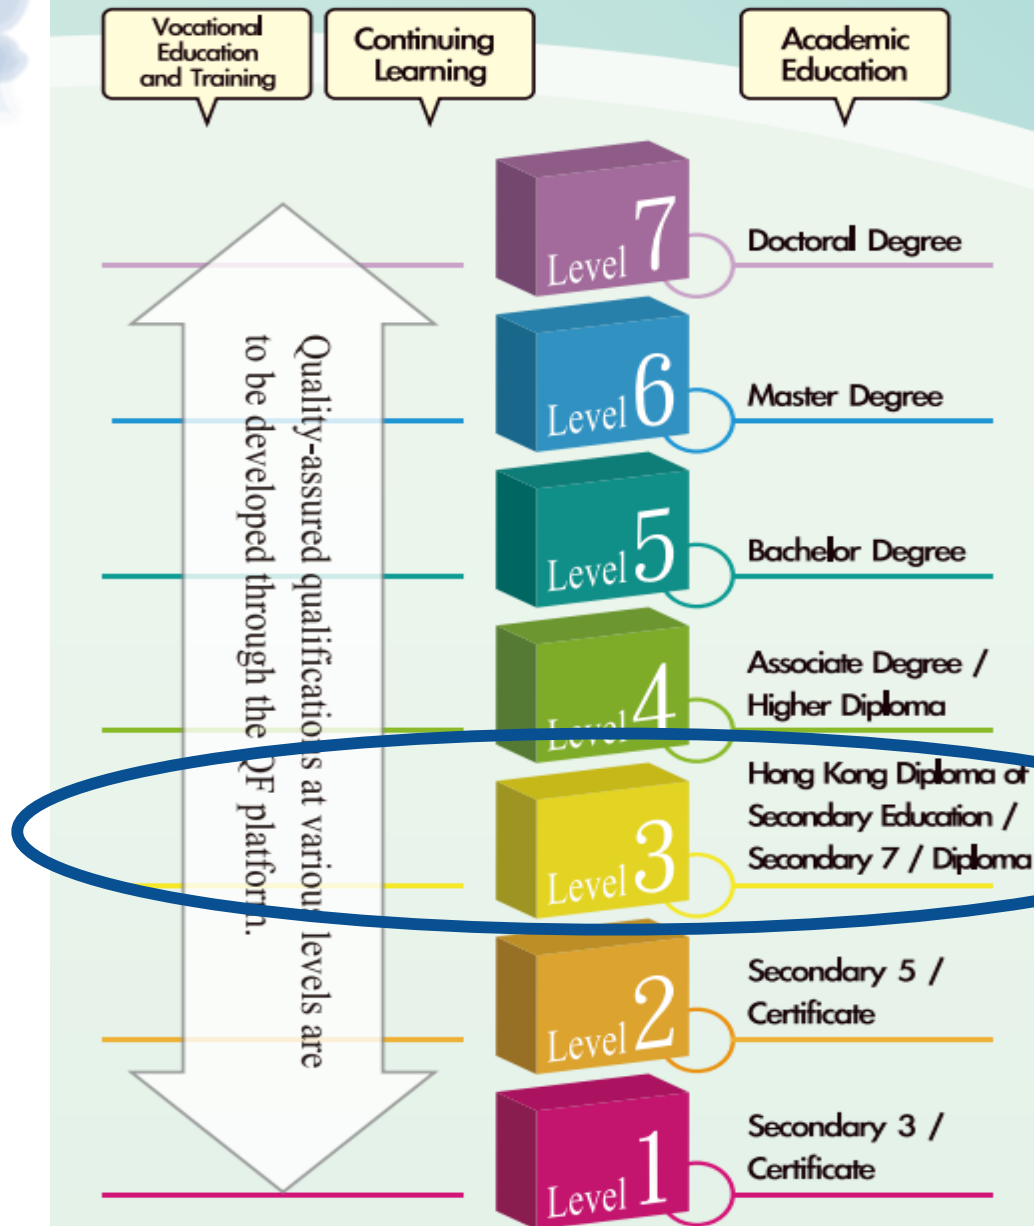 Vocational
Education
and Training
Continuing
Learning
Academic
Education
Level 7
Doctoral Degree
Level 6
Master Degree
Level 5
Bachelor Degree
Level 4
Associate Degree /
Higher Diploma
Level 3
Hong Kong Diploma of
Secondary Education /
Secondary 7 / Diploma
Level 2
Secondary 5 /
Certificate
Level 1
Secondary 3 /
Certificate
Quality-assured qualifications at various levels are
to be developed through the QF platform.